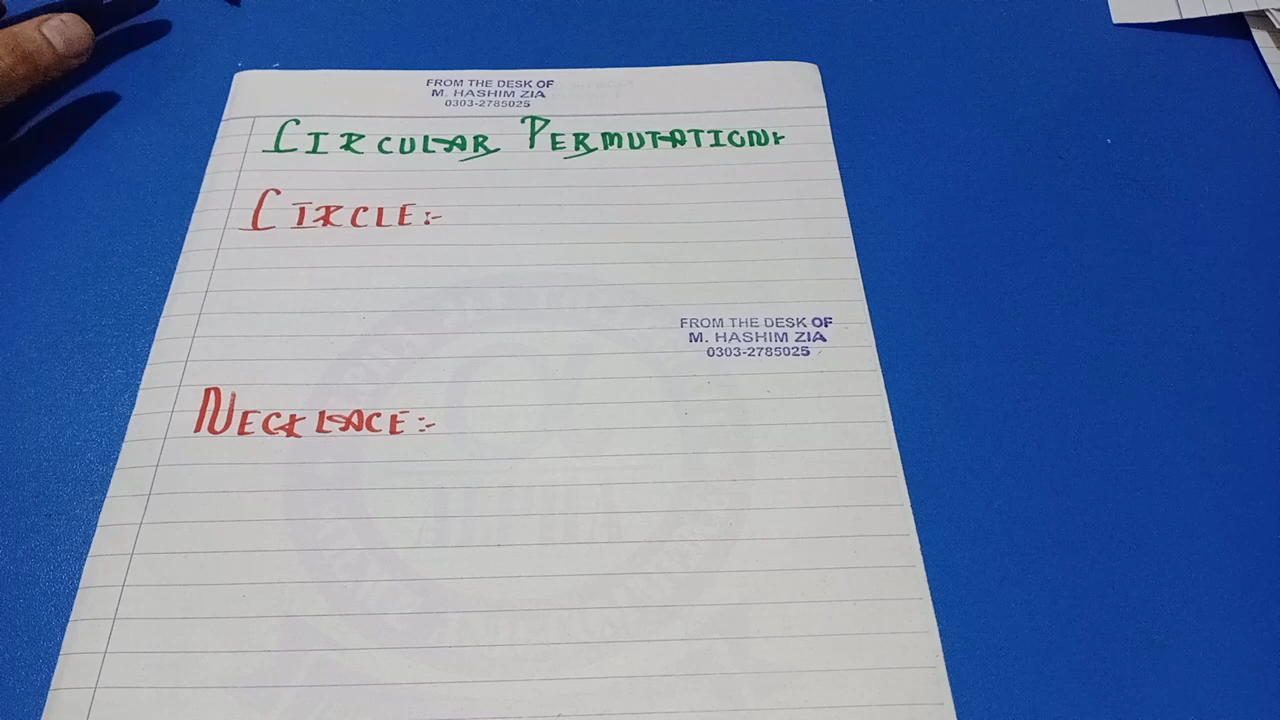 FROM THE DESK OF
M. HASHIM ZIA
0303-2785025
CIRCULAR PERMUTATION
CIRCLE:-
FROM THE DESK OF
M. HASHIM ZIA
0303-2785025
NECKLACE:-